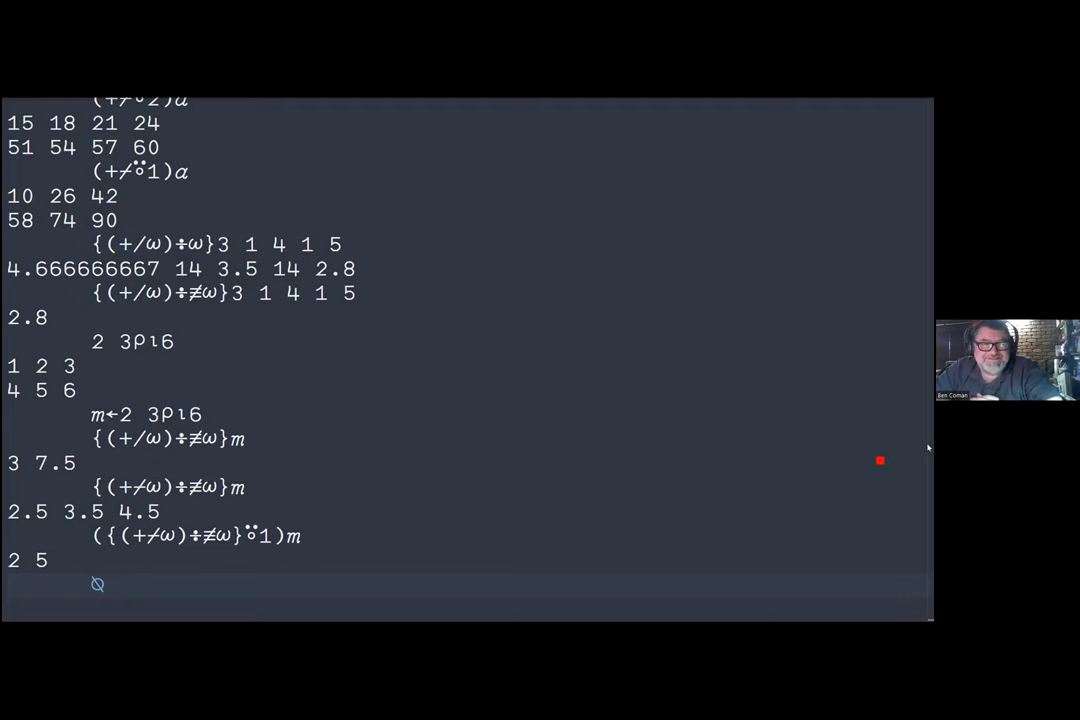 (+⌿⍤2)a
15 18 21 24
51 54 57 60
(+⌿⍤1)a
10 26 42
58 74 90
{(+/⍵)÷⍵}3 1 4 1 5
4.666666667 14 3.5 14 2.8
{(+/⍵)÷≢⍵}3 1 4 1 5
2.8
2 3⍴⍳6
1 2 3
4 5 6
m←2 3⍴⍳6
{(+/⍵)÷≢⍵}m
3 7.5
{(+⌿⍵)÷≢⍵}m
2.5 3.5 4.5
({(+⌿⍵)÷≢⍵}⍤1)m
2 5
⍉
Ben Coman